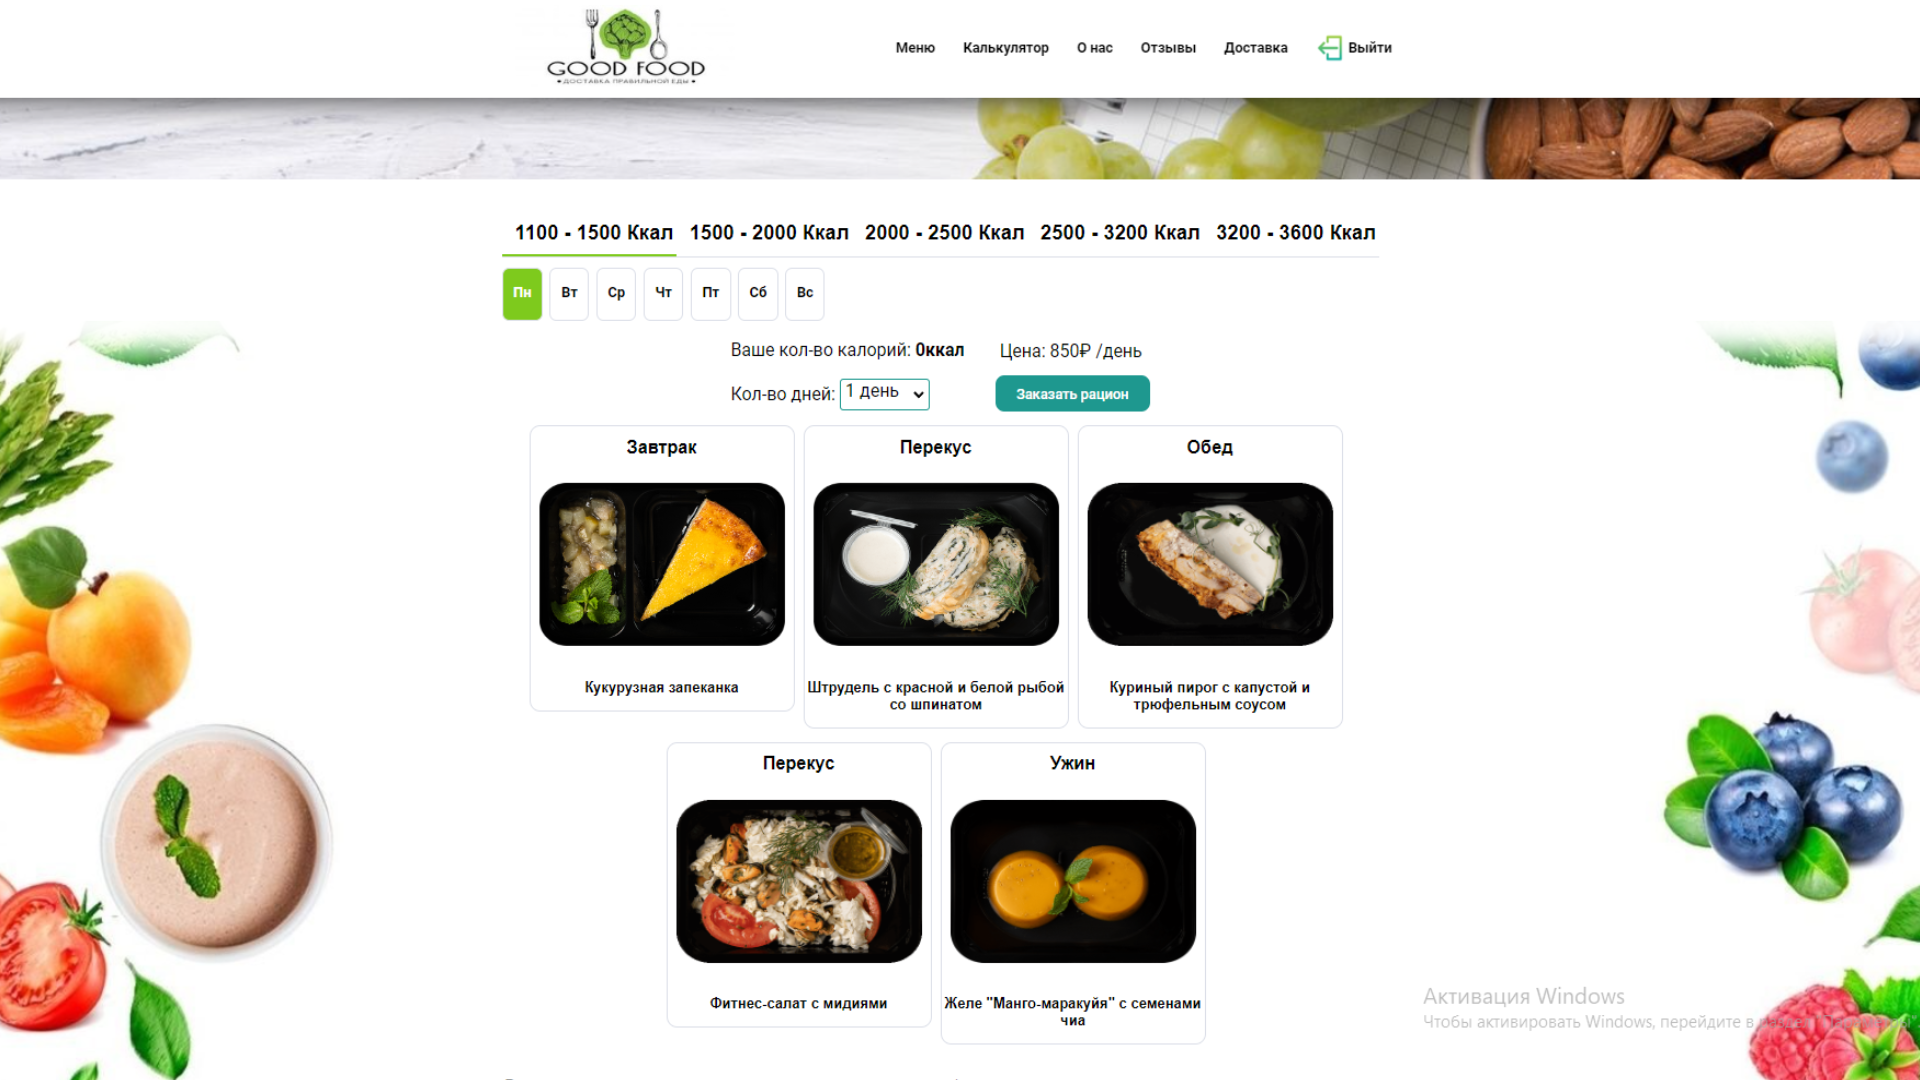 GOOD FOOD
•ДОСТАВКА ПРАВИЛЬНОЙ ЕДЫ•
Меню Калькулятор О нас Отзывы Доставка Выйти
1100 - 1500 Ккал 1500 - 2000 Ккал 2000 - 2500 Ккал 2500 - 3200 Ккал 3200 - 3600 Ккал
Пн Вт Ср Чт Пт Сб Вс
Ваше кол-во калорий: 0ккал Цена: 850₽ /день
Кол-во дней: 1 день Заказать рацион
Завтрак
Кукурузная запеканка
Перекус
Штрудель с красной и белой рыбой
со шпинатом
Обед
Куриный пирог с капустой и
трюфельным соусом
Перекус
Фитнес-салат с мидиями
Ужин
Желе "Манго-маракуйя" с семенами
чиа
Активация Windows
Чтобы активировать Windows, перейдите в раздел